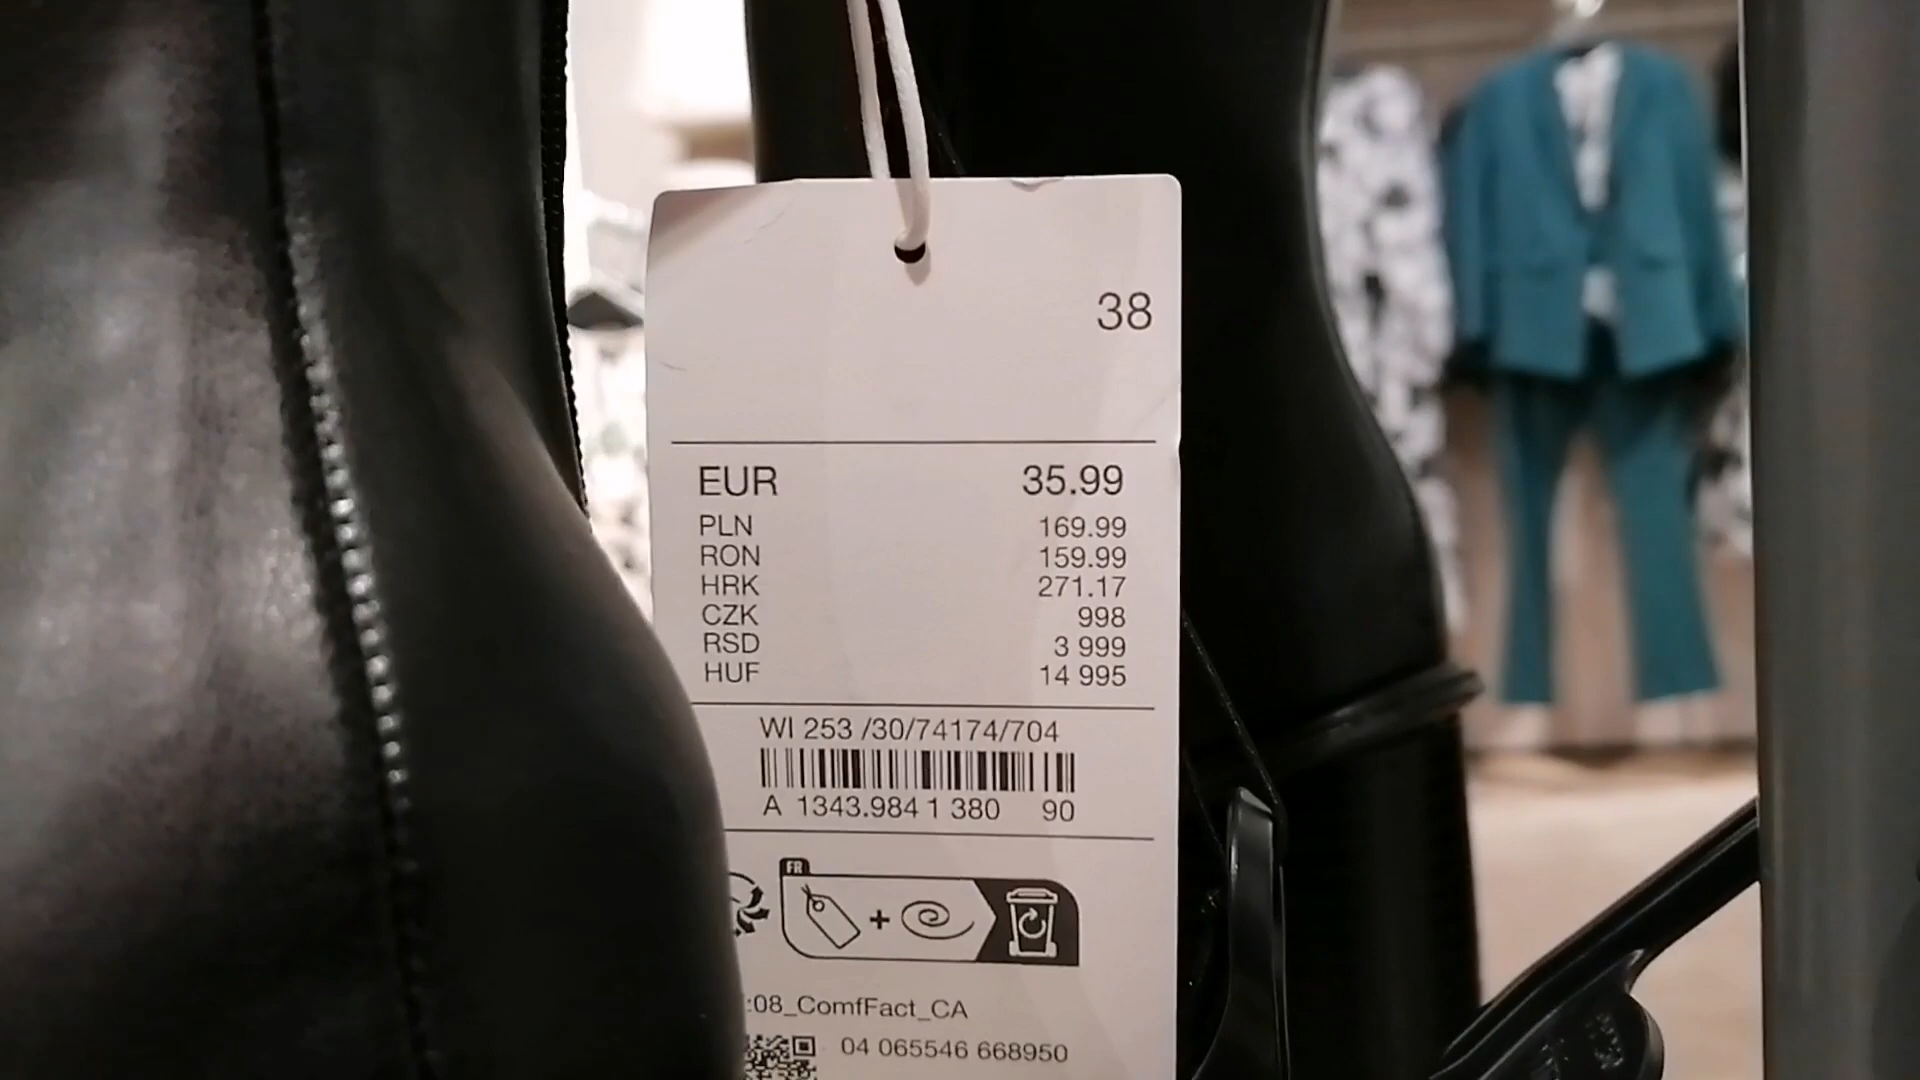 38
EUR 35.99
PLN 169.99
RON 159.99
HRK 271.17
CZK 998
RSD 3 999
HUF 14 995
WI 253 /30/74174/704
A 1343.984 1 380 90
FR
+
:08_ComfFact_CA
04 065546 668950